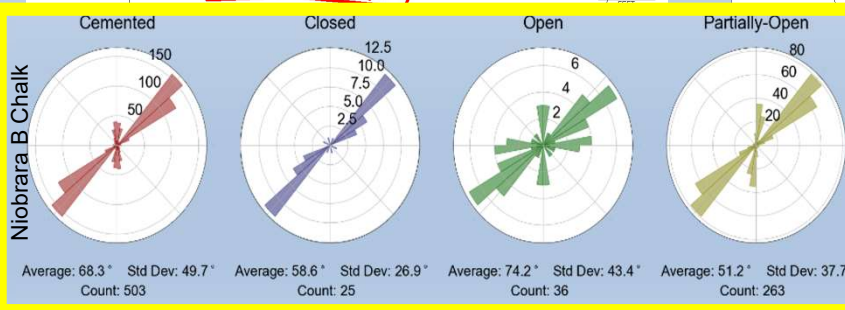 Cemented
150
100
50
Closed
12.5
10.0
7.5
5.0
2.5
Open
6
4
2
Partially-Open
80
60
40
20
Niobrara B Chalk
Average: 68.3° Std Dev: 49.7°
Count: 503
Average: 58.6° Std Dev: 26.9°
Count: 25
Average: 74.2° Std Dev: 43.4°
Count: 36
Average: 51.2° Std Dev: 37.7
Count: 263